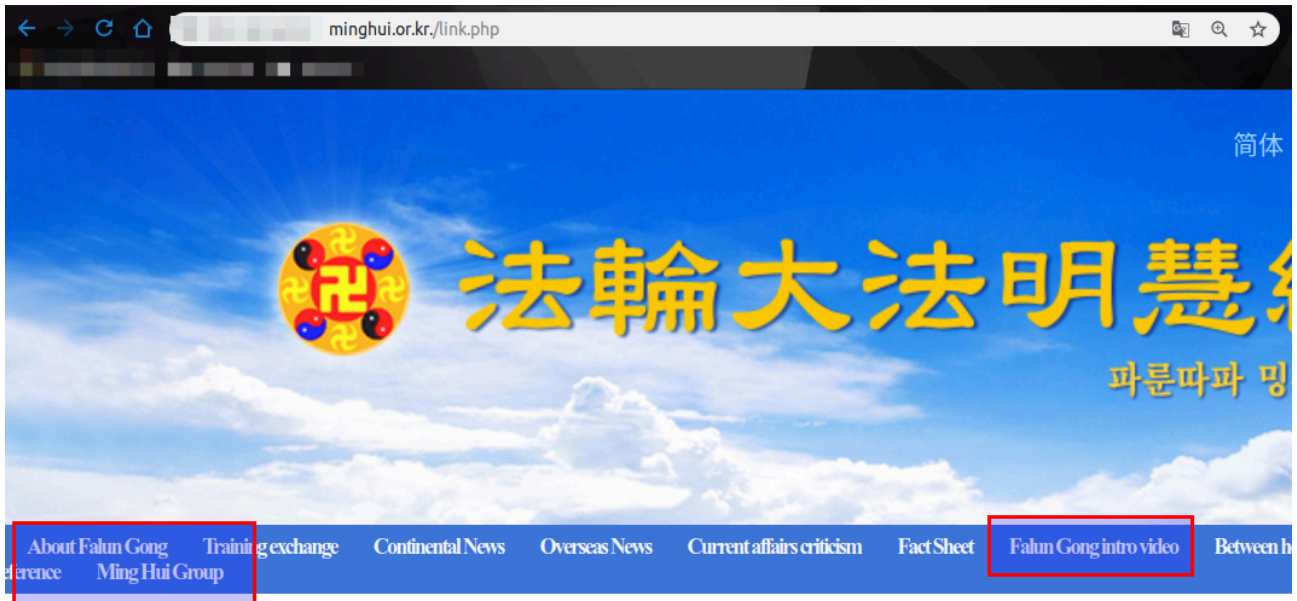 minghui.or.kr./link.php
简体
法輪大法明慧
파룬따파 밍
About Falun Gong Training exchange Continental News Overseas News Current affairs criticism Fact Sheet Falun Gong intro video Between h
eference Ming Hui Group